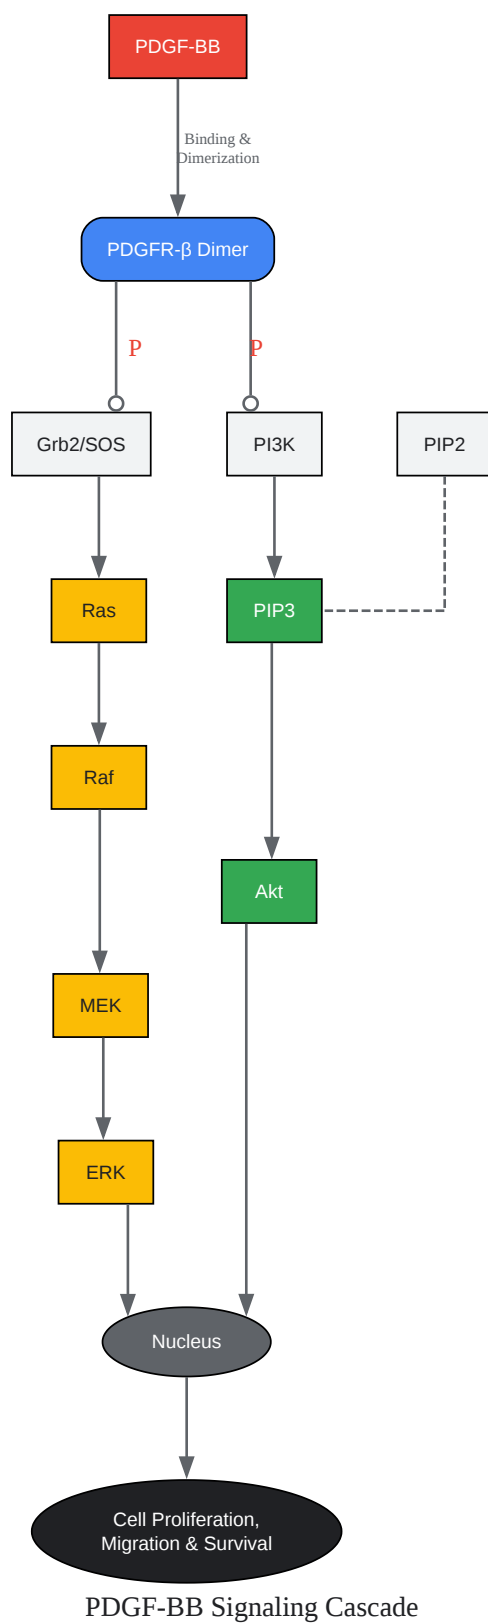 PDGF-BB
Binding &
Dimerization
PDGFR-β Dimer
P
P
Grb2/SOS
PI3K
PIP2
Ras
PIP3
Raf
Akt
MEK
ERK
Nucleus
Cell Proliferation,
Migration & Survival
PDGF-BB Signaling Cascade